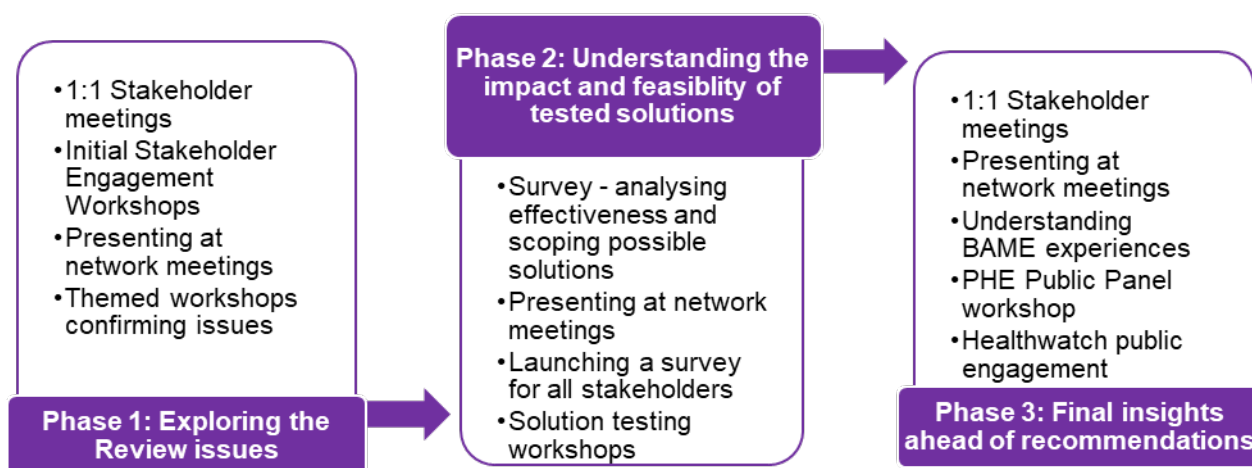 •1:1 Stakeholder
meetings
•Initial Stakeholder
Engagement
Workshops
•Presenting at
network meetings
•Themed workshops
confirming issues
Phase 1: Exploring the
Review issues
Phase 2: Understanding the
impact and feasiblity of
tested solutions
•Survey - analysing
effectiveness and
scoping possible
solutions
•Presenting at network
meetings
•Launching a survey
for all stakeholders
•Solution testing
workshops
•1:1 Stakeholder
meetings
•Presenting at
network meetings
•Understanding
BAME experiences
•PHE Public Panel
workshop
•Healthwatch public
engagement
Phase 3: Final insights
ahead of recommendations